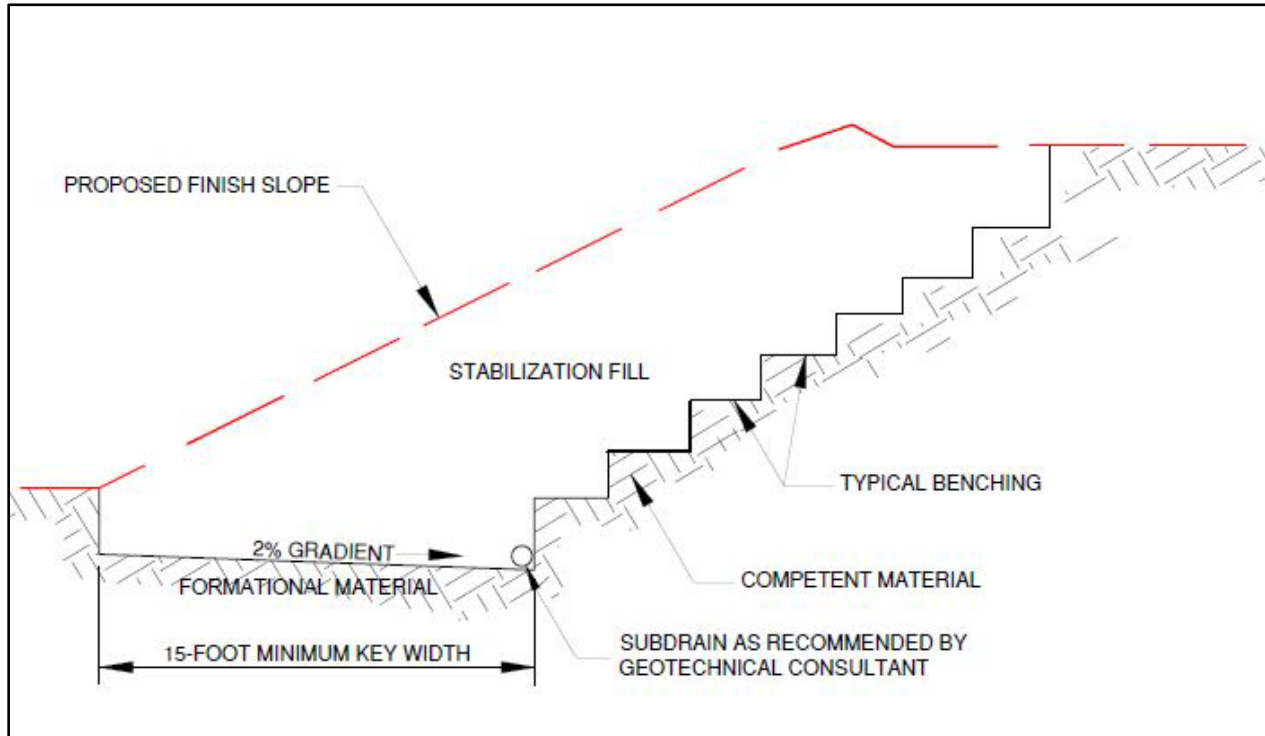 PROPOSED FINISH SLOPE
STABILIZATION FILL
TYPICAL BENCHING
2% GRADIENT
FORMATIONAL MATERIAL
COMPETENT MATERIAL
15-FOOT MINIMUM KEY WIDTH
SUBDRAIN AS RECOMMENDED BY
GEOTECHNICAL CONSULTANT